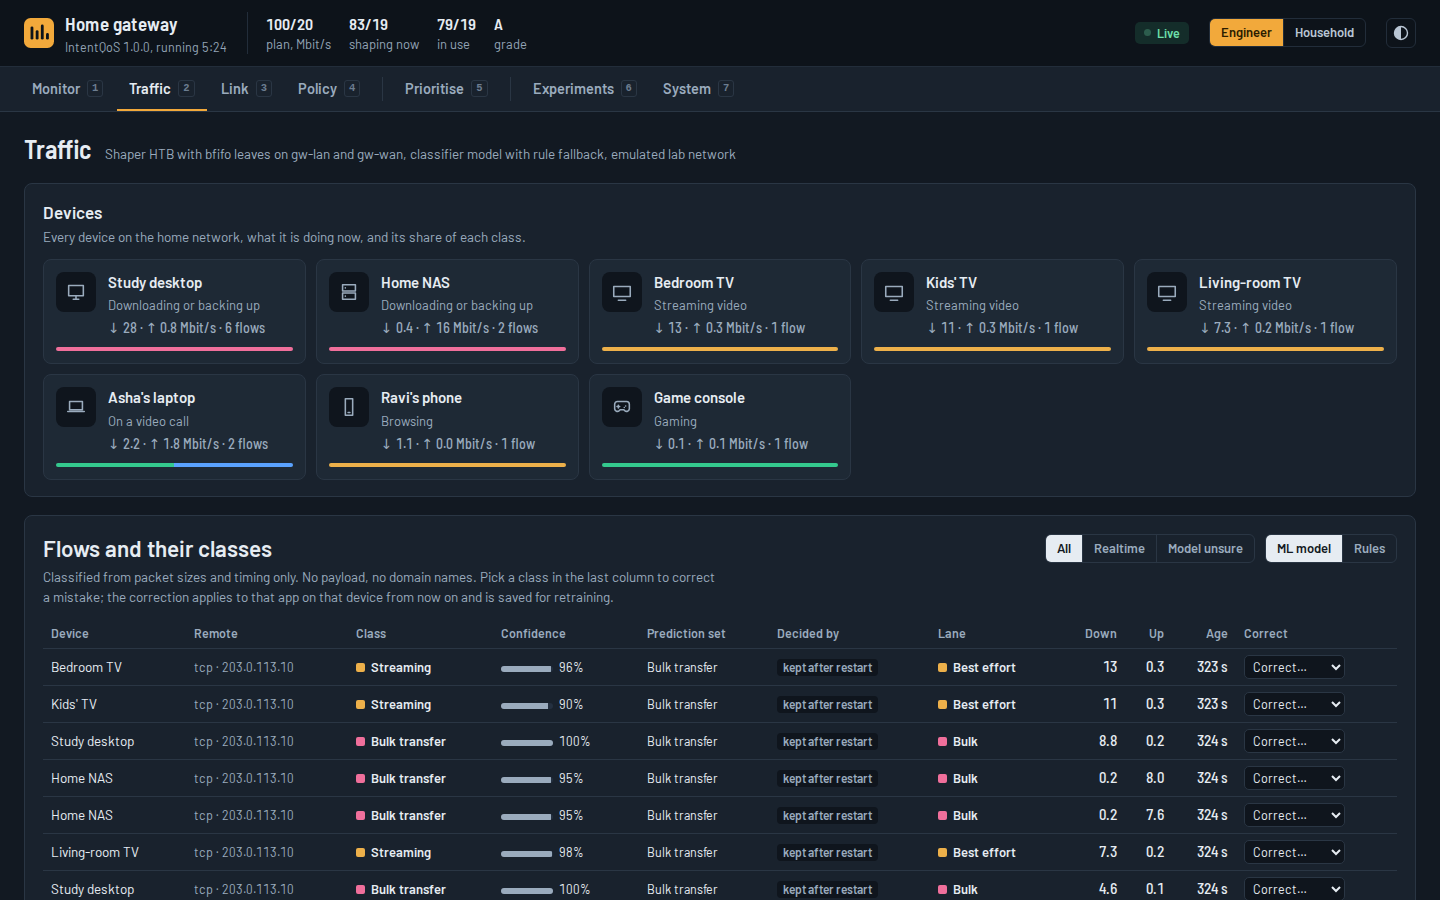 Home gateway
IntentQoS 1.0.0, running 5:24
100/20 83/19 79/19 A
plan, Mbit/s shaping now in use grade
Live
Engineer Household
Monitor 1 Traffic 2 Link 3 Policy 4 Prioritise 5 Experiments 6 System 7
Traffic Shaper HTB with bfifo leaves on gw-lan and gw-wan, classifier model with rule fallback, emulated lab network
Devices
Every device on the home network, what it is doing now, and its share of each class.
Study desktop
Downloading or backing up
↓ 28 · ↑ 0.8 Mbit/s · 6 flows
Home NAS
Downloading or backing up
↓ 0.4 · ↑ 16 Mbit/s · 2 flows
Bedroom TV
Streaming video
↓ 13 · ↑ 0.3 Mbit/s · 1 flow
Kids' TV
Streaming video
↓ 11 · ↑ 0.3 Mbit/s · 1 flow
Living-room TV
Streaming video
↓ 7.3 · ↑ 0.2 Mbit/s · 1 flow
Asha's laptop
On a video call
↓ 2.2 · ↑ 1.8 Mbit/s · 2 flows
Ravi's phone
Browsing
↓ 1.1 · ↑ 0.0 Mbit/s · 1 flow
Game console
Gaming
↓ 0.1 · ↑ 0.1 Mbit/s · 1 flow
Flows and their classes
All Realtime Model unsure ML model Rules
Classified from packet sizes and timing only. No payload, no domain names. Pick a class in the last column to correct
a mistake; the correction applies to that app on that device from now on and is saved for retraining.
Device Remote Class Confidence Prediction set Decided by Lane Down Up Age Correct
Bedroom TV tcp · 203.0.113.10 Streaming 96% Bulk transfer kept after restart Best effort 13 0.3 323 s Correct...
Kids' TV tcp · 203.0.113.10 Streaming 90% Bulk transfer kept after restart Best effort 11 0.3 323 s Correct...
Study desktop tcp · 203.0.113.10 Bulk transfer 100% Bulk transfer kept after restart Bulk 8.8 0.2 324 s Correct...
Home NAS tcp · 203.0.113.10 Bulk transfer 95% Bulk transfer kept after restart Bulk 0.2 8.0 324 s Correct...
Home NAS tcp · 203.0.113.10 Bulk transfer 95% Bulk transfer kept after restart Bulk 0.2 7.6 324 s Correct...
Living-room TV tcp · 203.0.113.10 Streaming 98% Bulk transfer kept after restart Best effort 7.3 0.2 324 s Correct...
Study desktop tcp · 203.0.113.10 Bulk transfer 100% Bulk transfer kept after restart Bulk 4.6 0.1 324 s Correct...